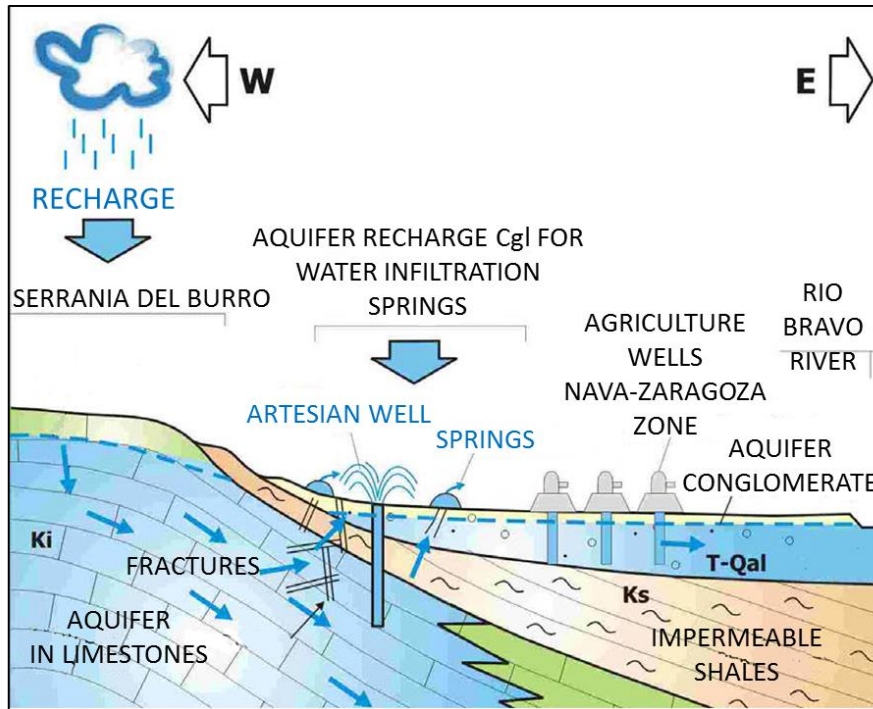 W
E
RECHARGE
SERRANIA DEL BURRO
AQUIFER RECHARGE Cgl FOR
WATER INFILTRATION
SPRINGS
AGRICULTURE
WELLS
NAVA-ZARAGOZA
ZONE
RIO
BRAVO
RIVER
ARTESIAN WELL
SPRINGS
AQUIFER
CONGLOMERATE
Ki
FRACTURES
AQUIFER
IN LIMESTONES
T-Qal
Ks
IMPERMEABLE
SHALES